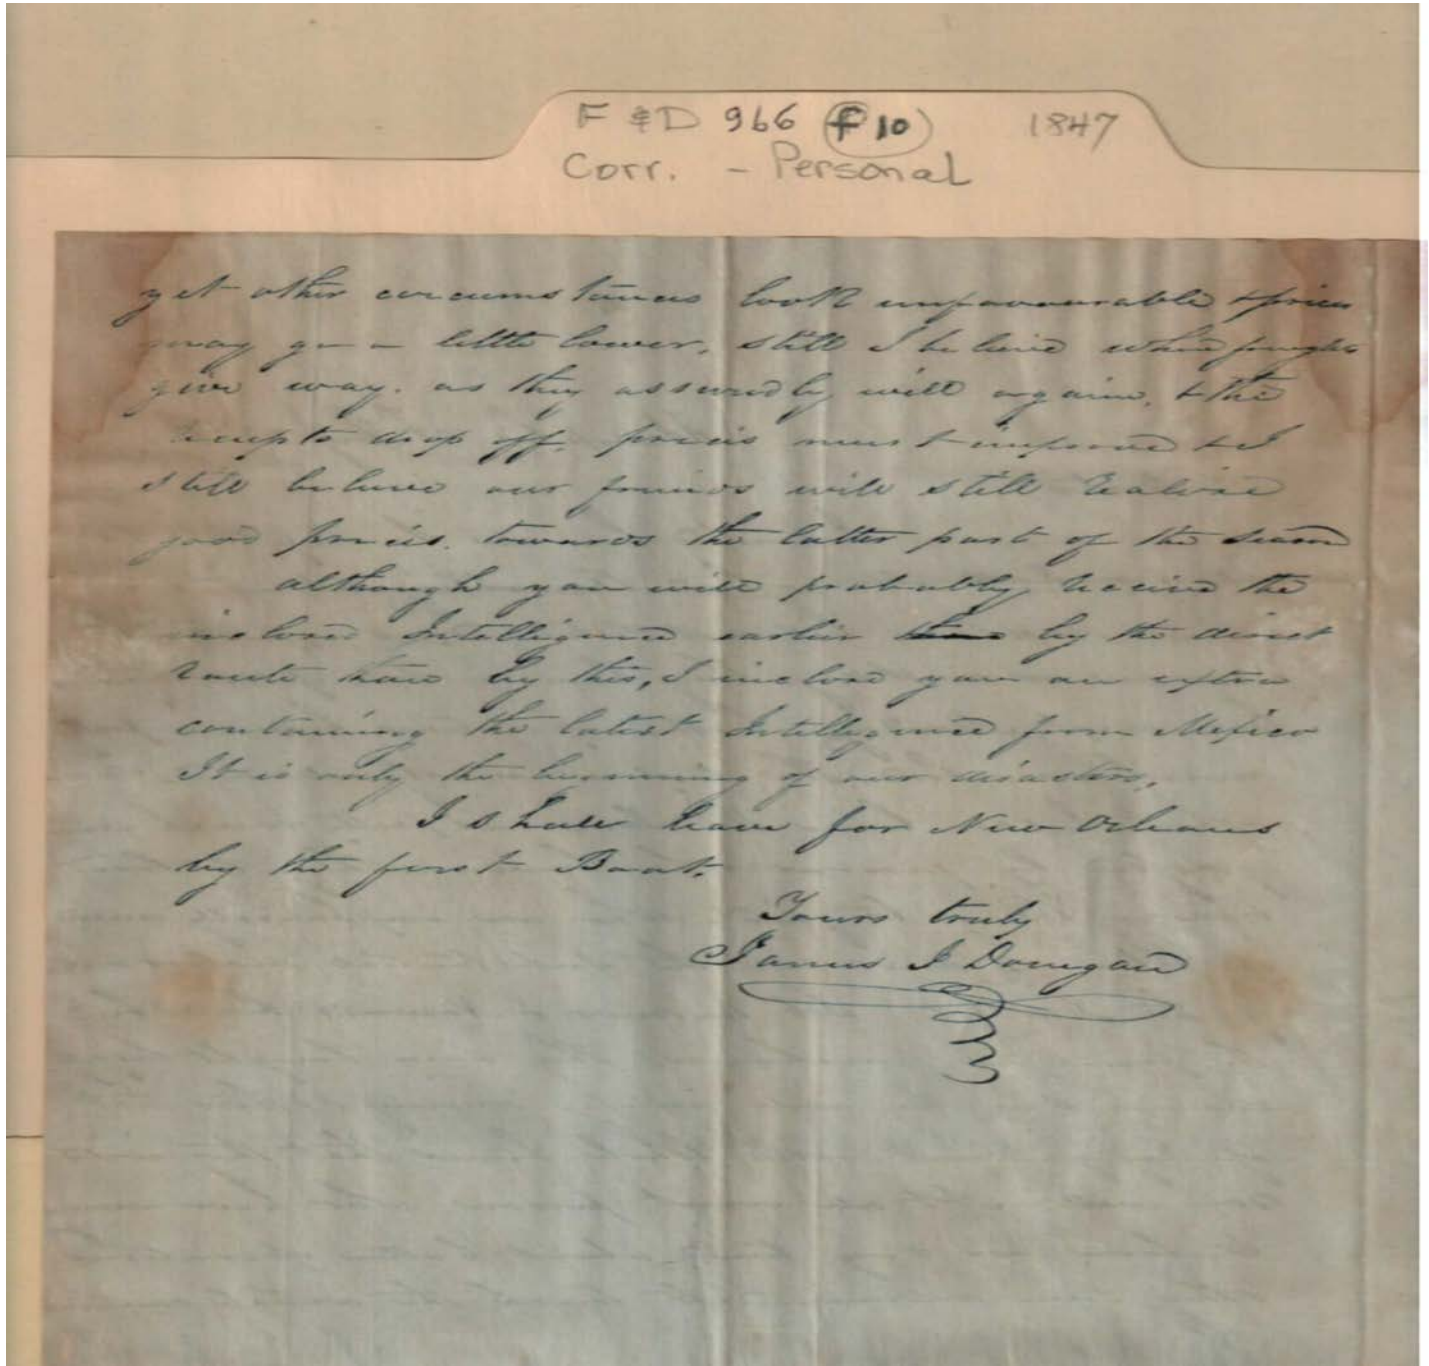 F & D 966 f 10 1847
Corr. - Personal
yet other circumstances look unfavourable & prices
may go a little lower, still I believe when freights
give way. as they assuredly will again, & the
receipts drop off. prices must improve & I
still believe our friends will still realize
good prices. towards the latter part of the season
although you will probably receive the
inclosed Intelligence earlier by the direct
route than by this, I inclose you an extra
containing the latest Intelligence from Mexico
It is only the beginning of our disasters.
I shall leave for New Orleans
by the first Boat.
Yours truly
James J Donegan